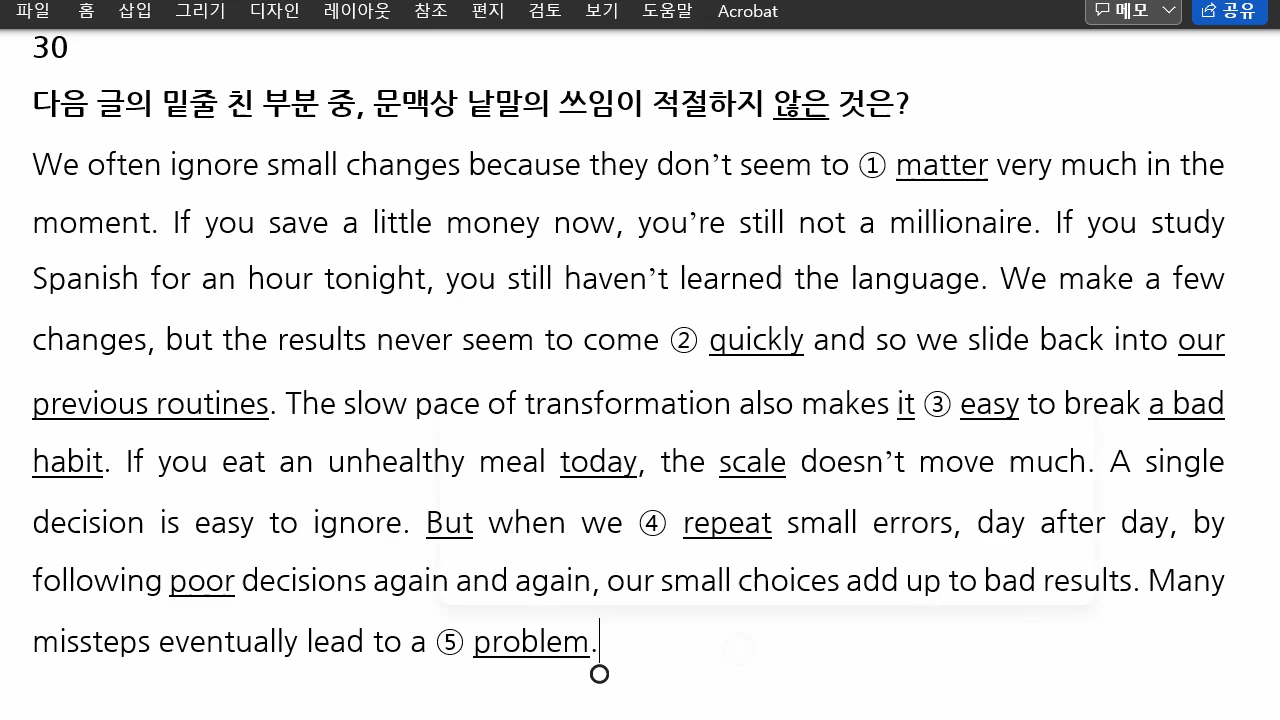 파일 홈 삽입 그리기 디자인 레이아웃 참조 편지 검토 보기 도움말 Acrobat 메모 공유
30
다음 글의 밑줄 친 부분 중, 문맥상 낱말의 쓰임이 적절하지 않은 것은?
We often ignore small changes because they don’t seem to ① matter very much in the
moment. If you save a little money now, you’re still not a millionaire. If you study
Spanish for an hour tonight, you still haven’t learned the language. We make a few
changes, but the results never seem to come ② quickly and so we slide back into our
previous routines. The slow pace of transformation also makes it ③ easy to break a bad
habit. If you eat an unhealthy meal today, the scale doesn’t move much. A single
decision is easy to ignore. But when we ④ repeat small errors, day after day, by
following poor decisions again and again, our small choices add up to bad results. Many
missteps eventually lead to a ⑤ problem.